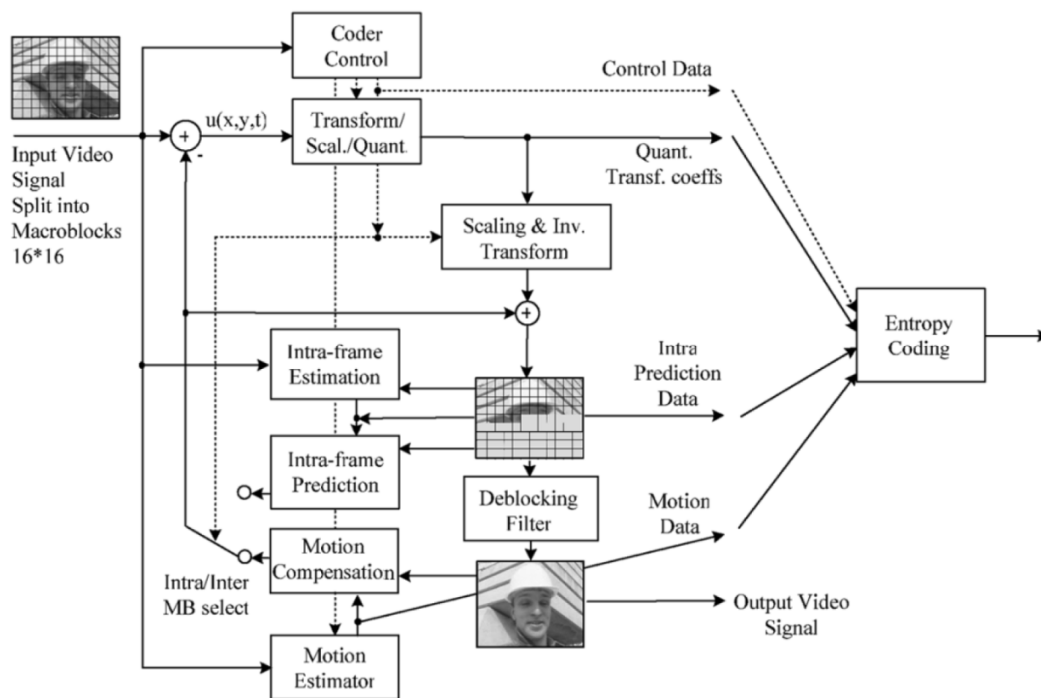 Coder
Control
Control Data
u(x,y,t)
Transform/
Scal./Quant.
+
-
Input Video
Signal
Split into
Macroblocks
16*16
Quant.
Transf. coeffs
Scaling & Inv.
Transform
+
Entropy
Coding
Intra-frame
Estimation
Intra
Prediction
Data
Intra-frame
Prediction
Deblocking
Filter
Motion
Data
Motion
Compensation
Intra/Inter
MB select
Output Video
Signal
Motion
Estimator